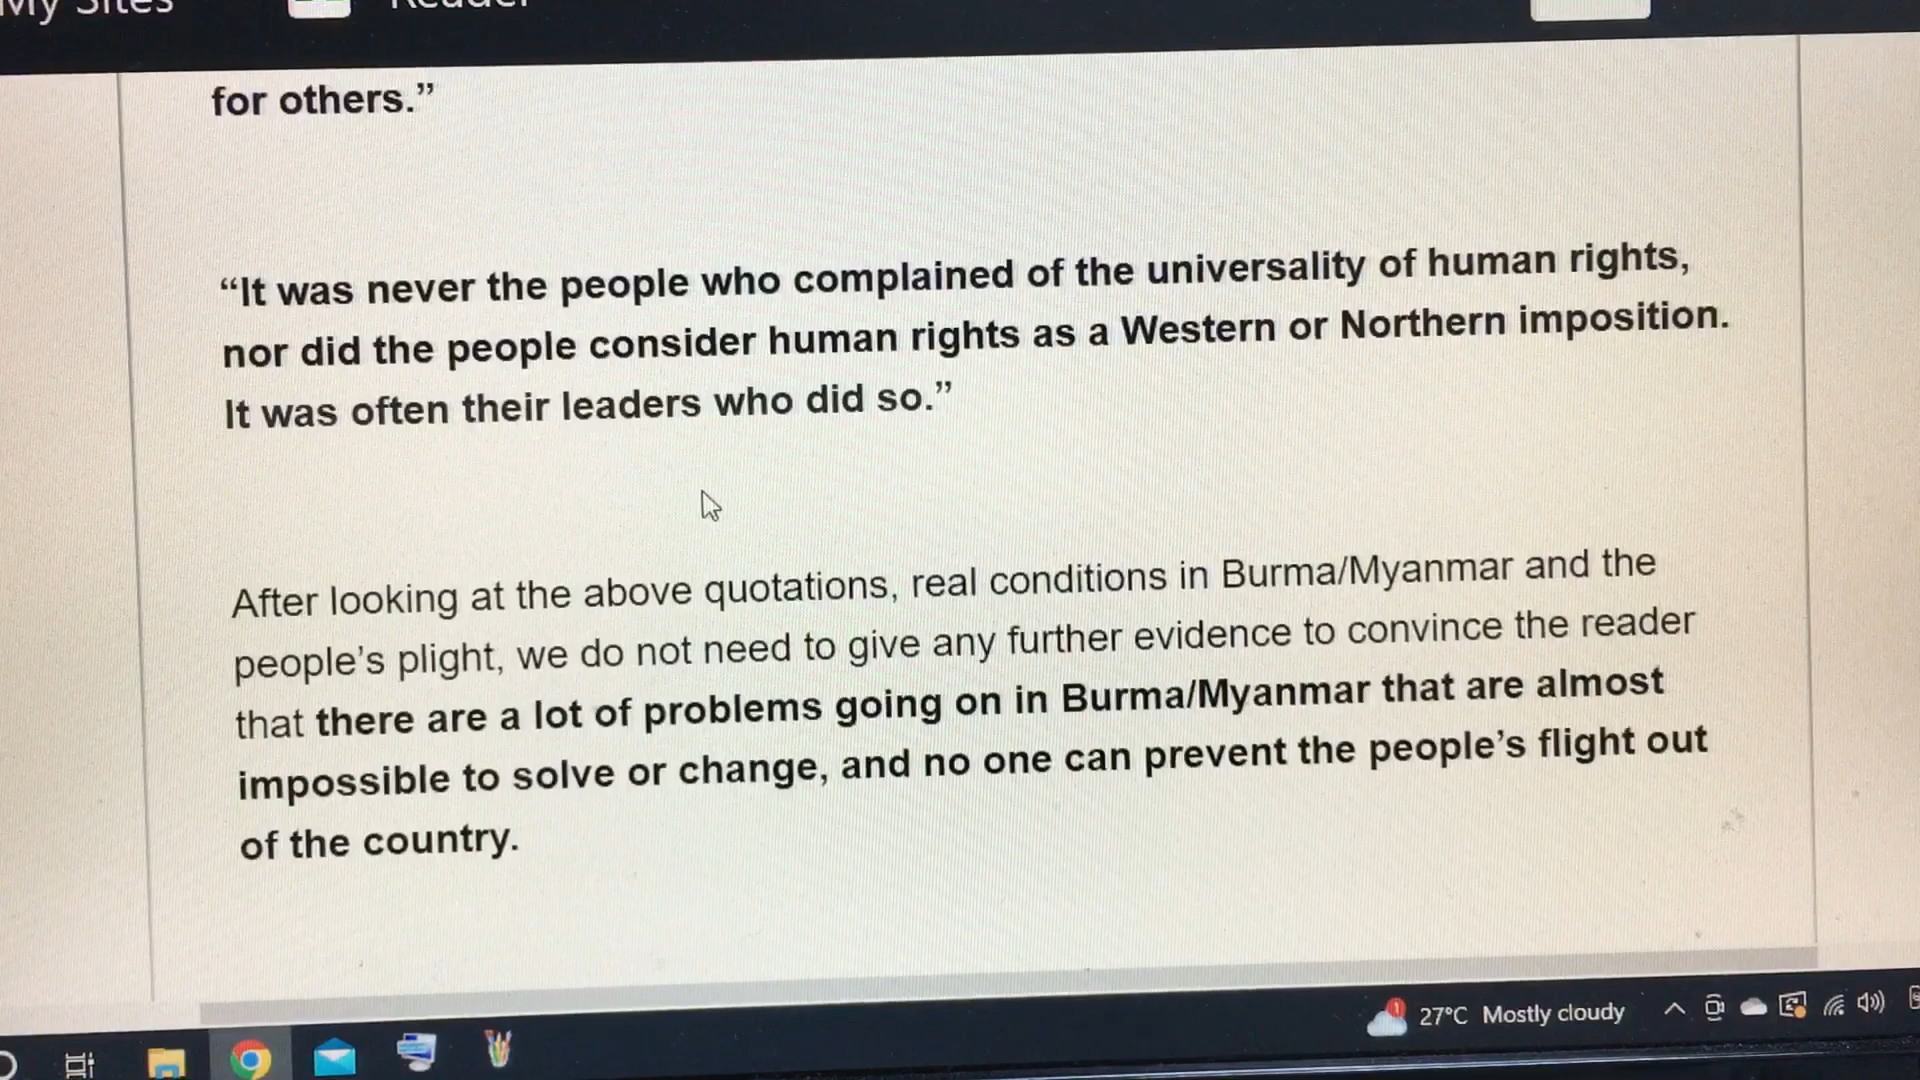 My Sites
Reader
for others.”
“It was never the people who complained of the universality of human rights,
nor did the people consider human rights as a Western or Northern imposition.
It was often their leaders who did so.”
After looking at the above quotations, real conditions in Burma/Myanmar and the
people’s plight, we do not need to give any further evidence to convince the reader
that there are a lot of problems going on in Burma/Myanmar that are almost
impossible to solve or change, and no one can prevent the people’s flight out
of the country.
1
27°C Mostly cloudy